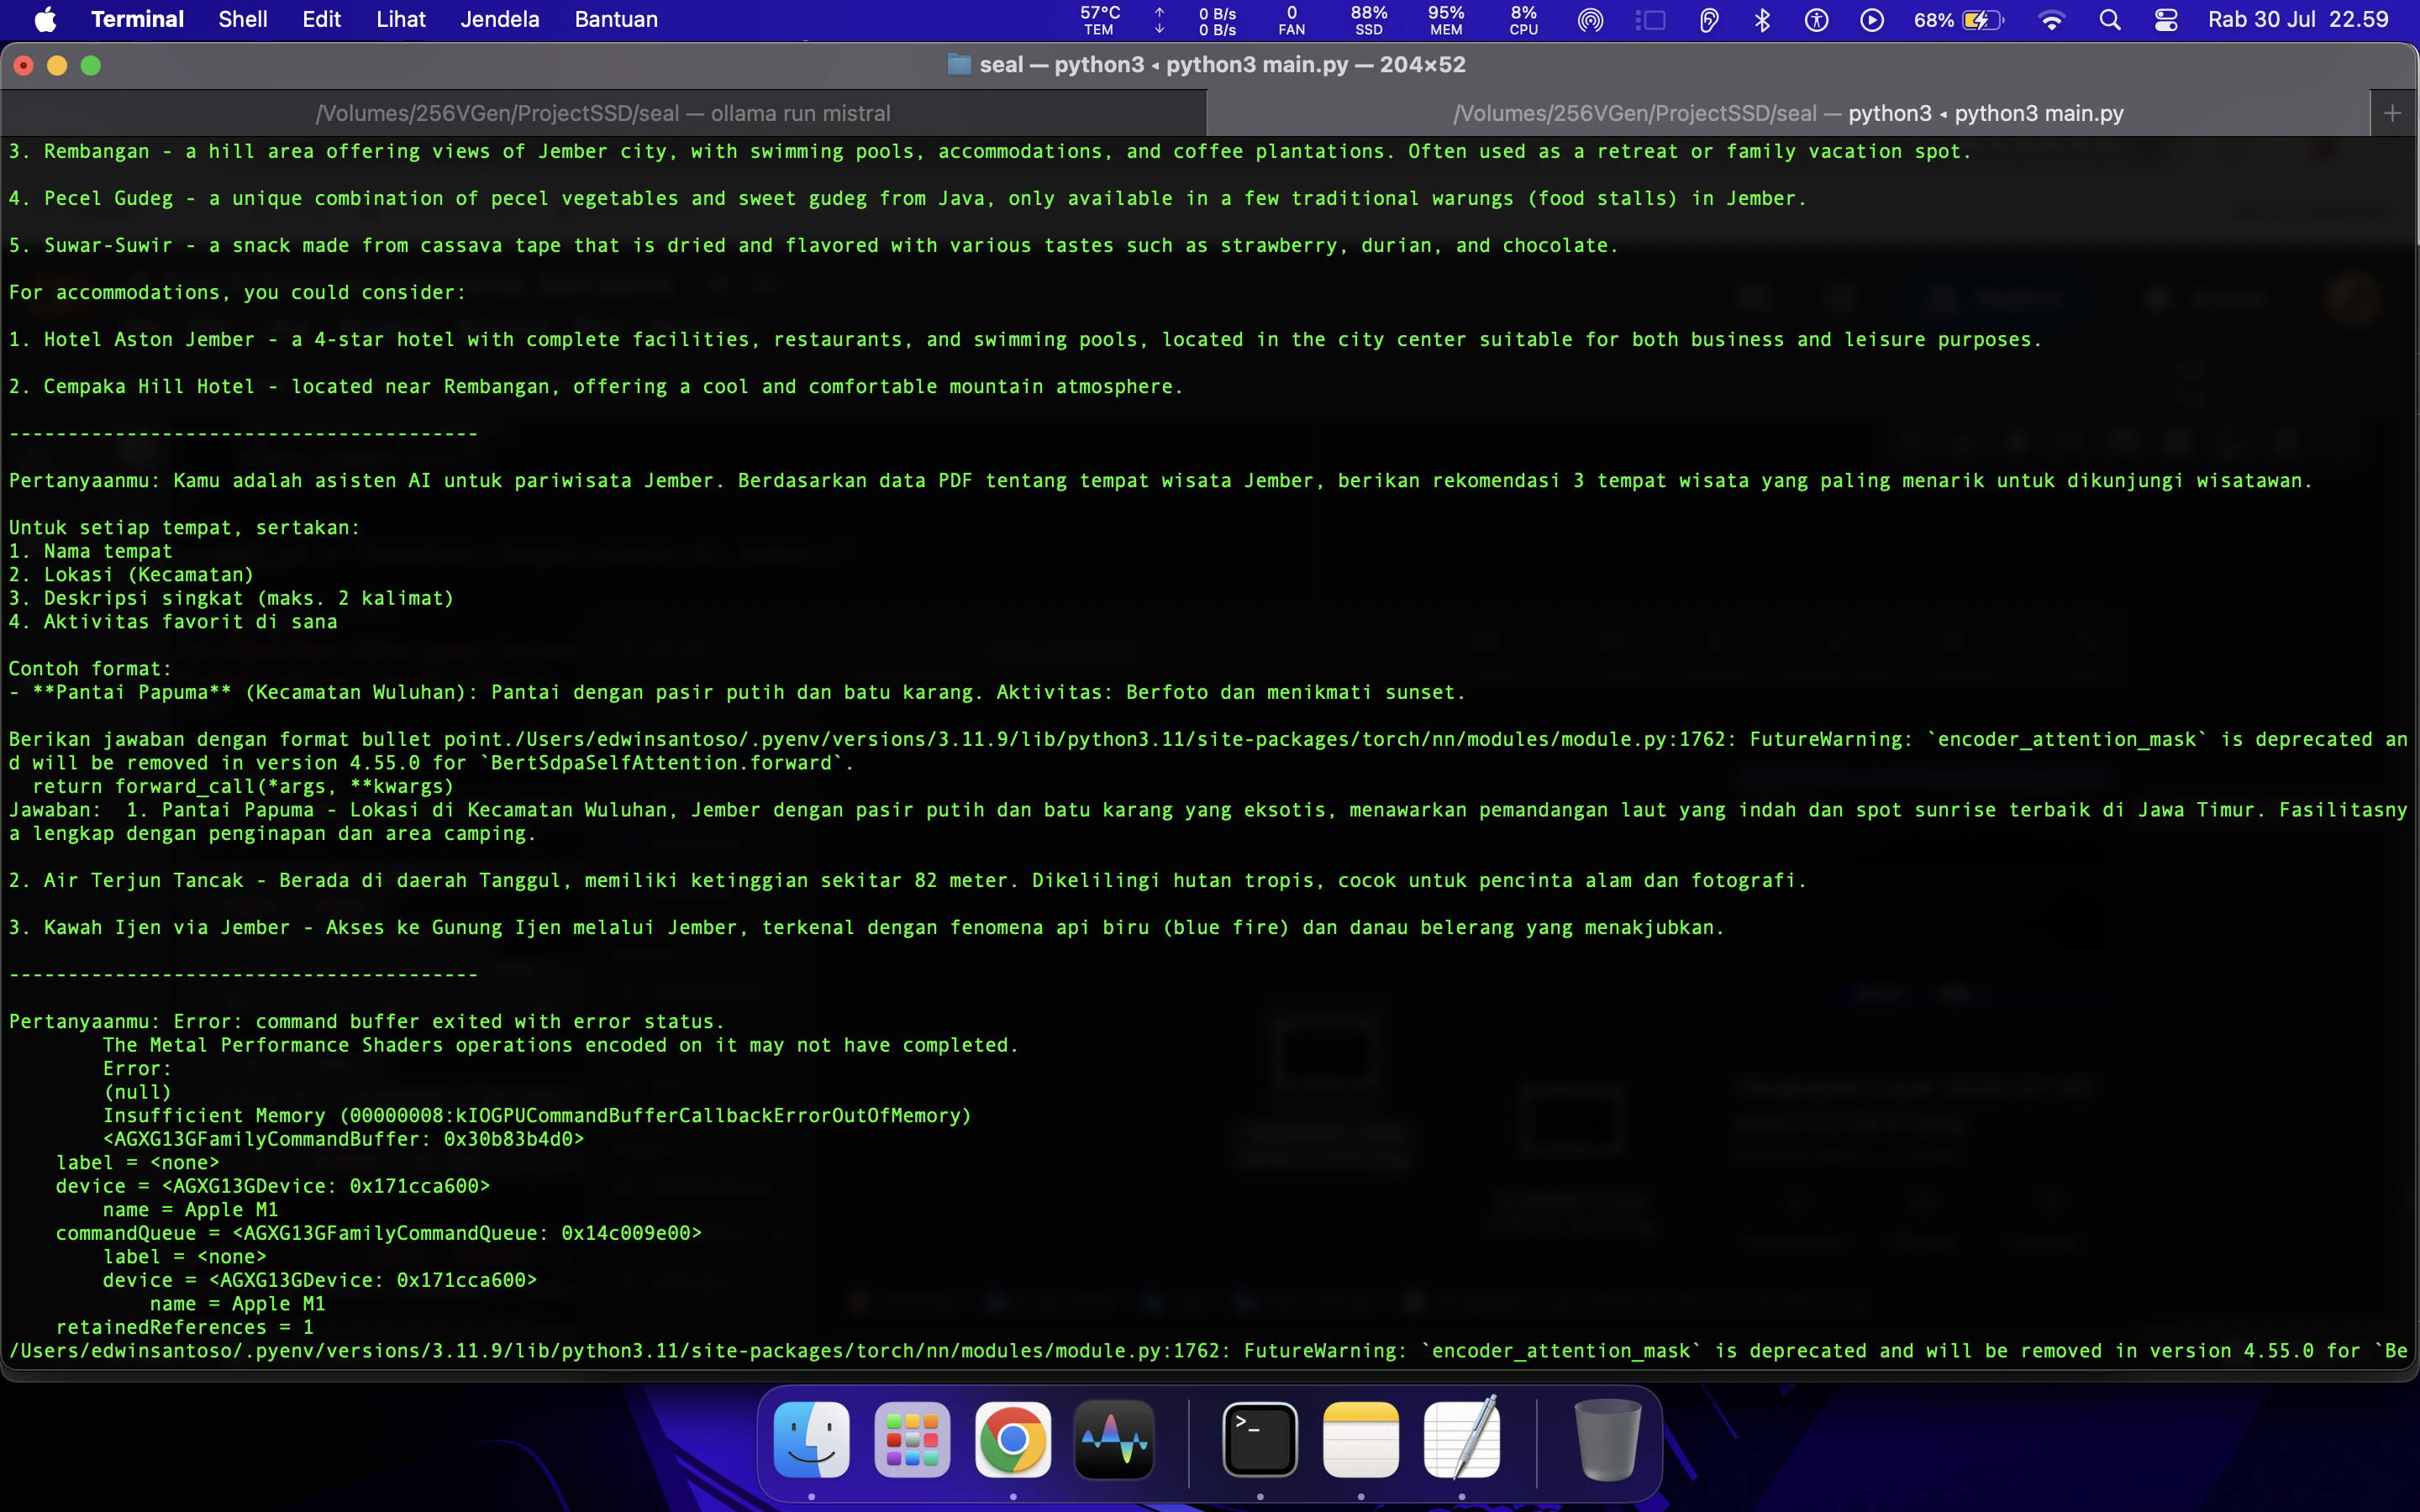 Terminal Shell Edit Lihat Jendela Bantuan 57°C TEM ↑ ↓ 0 B/s 0 B/s 0 FAN 88% SSD 95% MEM 8% CPU 68% Rab 30 Jul 22.59
seal — python3 ◂ python3 main.py — 204×52
/Volumes/256VGen/ProjectSSD/seal — ollama run mistral
/Volumes/256VGen/ProjectSSD/seal — python3 ◂ python3 main.py
3. Rembangan - a hill area offering views of Jember city, with swimming pools, accommodations, and coffee plantations. Often used as a retreat or family vacation spot.
4. Pecel Gudeg - a unique combination of pecel vegetables and sweet gudeg from Java, only available in a few traditional warungs (food stalls) in Jember.
5. Suwar-Suwir - a snack made from cassava tape that is dried and flavored with various tastes such as strawberry, durian, and chocolate.
For accommodations, you could consider:
1. Hotel Aston Jember - a 4-star hotel with complete facilities, restaurants, and swimming pools, located in the city center suitable for both business and leisure purposes.
2. Cempaka Hill Hotel - located near Rembangan, offering a cool and comfortable mountain atmosphere.
----------------------------------------
Pertanyaanmu: Kamu adalah asisten AI untuk pariwisata Jember. Berdasarkan data PDF tentang tempat wisata Jember, berikan rekomendasi 3 tempat wisata yang paling menarik untuk dikunjungi wisatawan.
Untuk setiap tempat, sertakan:
1. Nama tempat
2. Lokasi (Kecamatan)
3. Deskripsi singkat (maks. 2 kalimat)
4. Aktivitas favorit di sana
Contoh format:
- **Pantai Papuma** (Kecamatan Wuluhan): Pantai dengan pasir putih dan batu karang. Aktivitas: Berfoto dan menikmati sunset.
Berikan jawaban dengan format bullet point./Users/edwinsantoso/.pyenv/versions/3.11.9/lib/python3.11/site-packages/torch/nn/modules/module.py:1762: FutureWarning: `encoder_attention_mask` is deprecated an
d will be removed in version 4.55.0 for `BertSdpaSelfAttention.forward`.
  return forward_call(*args, **kwargs)
Jawaban:  1. Pantai Papuma - Lokasi di Kecamatan Wuluhan, Jember dengan pasir putih dan batu karang yang eksotis, menawarkan pemandangan laut yang indah dan spot sunrise terbaik di Jawa Timur. Fasilitasny
a lengkap dengan penginapan dan area camping.
2. Air Terjun Tancak - Berada di daerah Tanggul, memiliki ketinggian sekitar 82 meter. Dikelilingi hutan tropis, cocok untuk pencinta alam dan fotografi.
3. Kawah Ijen via Jember - Akses ke Gunung Ijen melalui Jember, terkenal dengan fenomena api biru (blue fire) dan danau belerang yang menakjubkan.
----------------------------------------
Pertanyaanmu: Error: command buffer exited with error status.
        The Metal Performance Shaders operations encoded on it may not have completed.
        Error:
        (null)
        Insufficient Memory (00000008:kIOGPUCommandBufferCallbackErrorOutOfMemory)
        <AGXG13GFamilyCommandBuffer: 0x30b83b4d0>
    label = <none>
    device = <AGXG13GDevice: 0x171cca600>
        name = Apple M1
    commandQueue = <AGXG13GFamilyCommandQueue: 0x14c009e00>
        label = <none>
        device = <AGXG13GDevice: 0x171cca600>
            name = Apple M1
    retainedReferences = 1
/Users/edwinsantoso/.pyenv/versions/3.11.9/lib/python3.11/site-packages/torch/nn/modules/module.py:1762: FutureWarning: `encoder_attention_mask` is deprecated and will be removed in version 4.55.0 for `Be